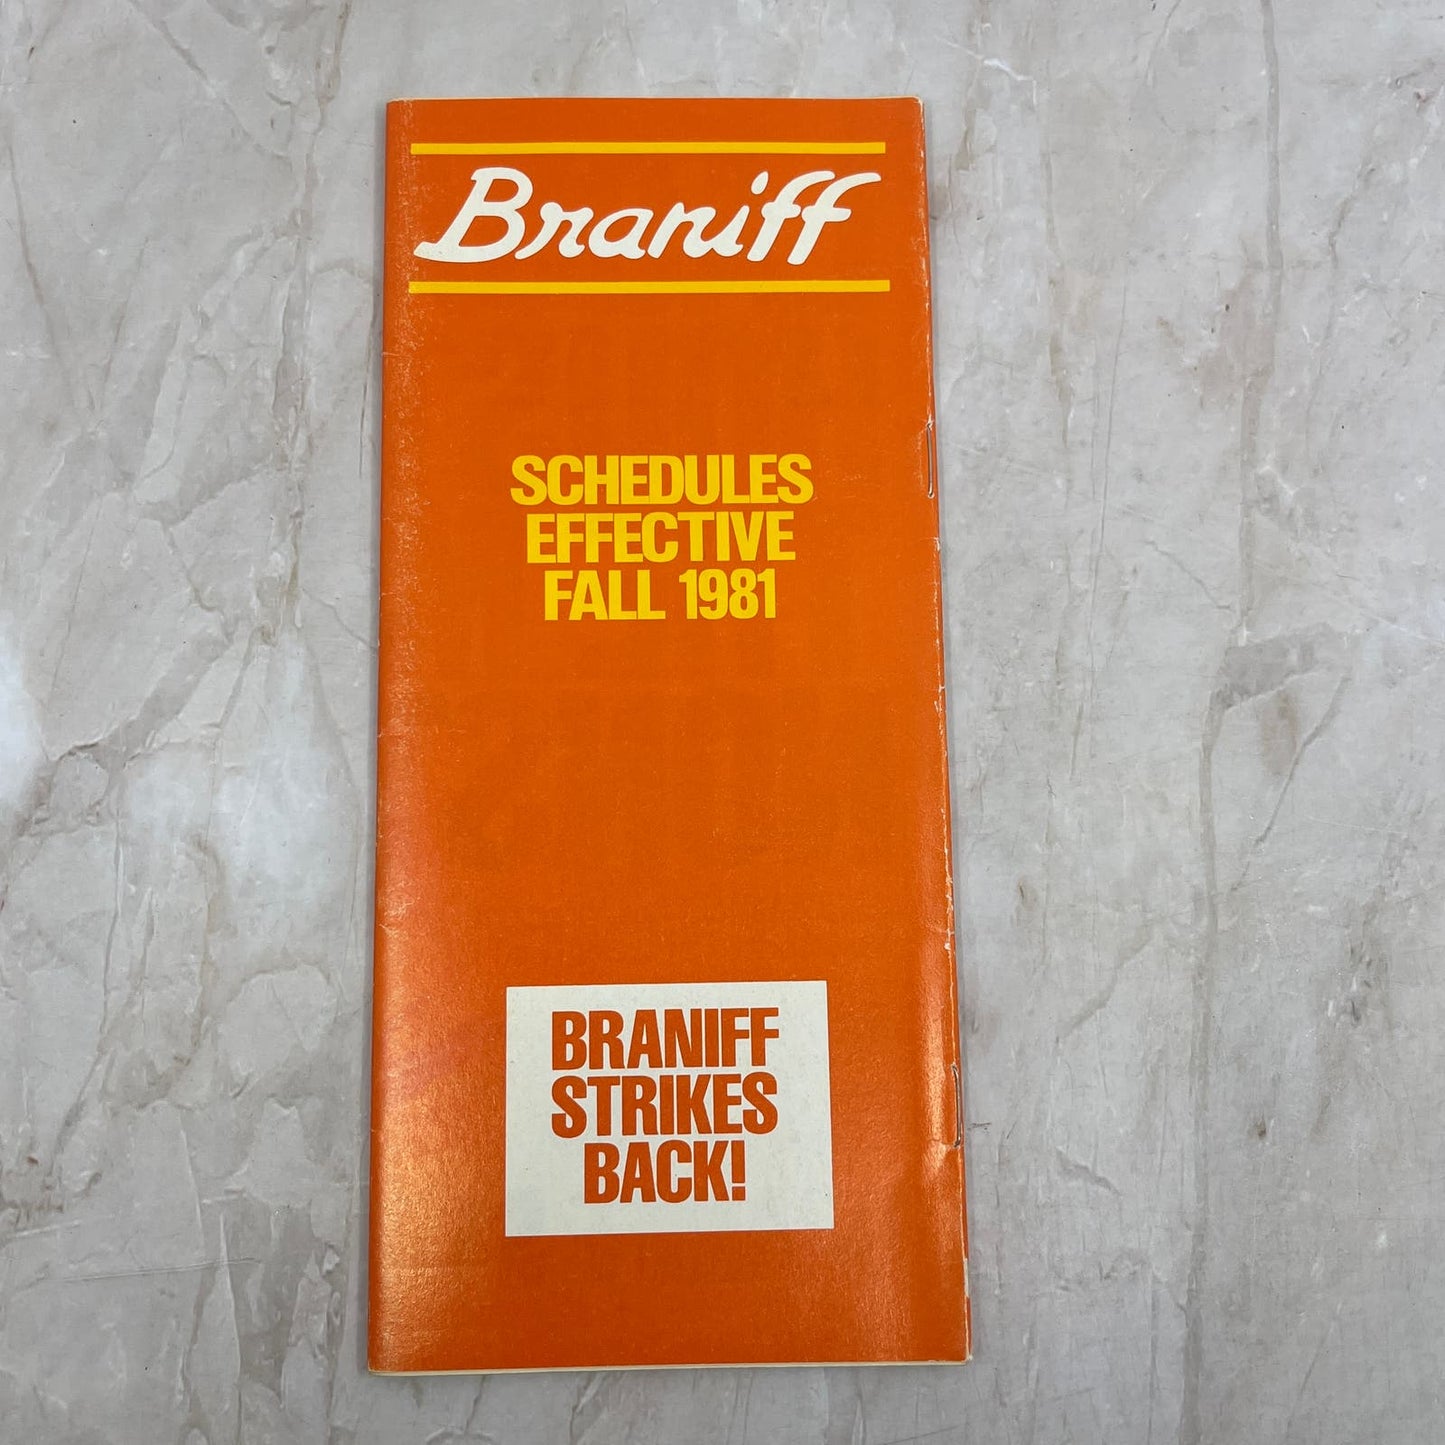 Braniff
SCHEDULES
EFFECTIVE
FALL 1981
BRANIFF
STRIKES
BACK!